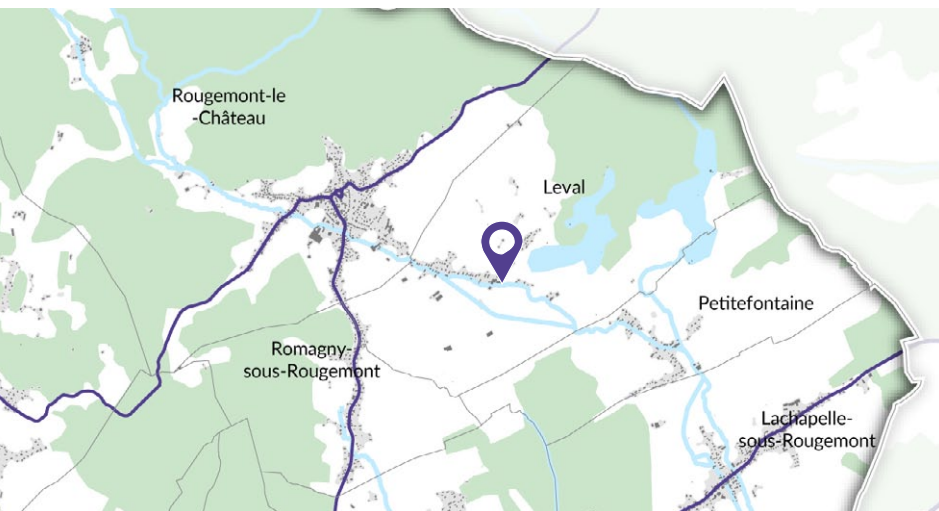 Rougemont-le
-Château
Leval
Petitefontaine
Romagny-
sous-Rougemont
Lachapelle-
sous-Rougemont